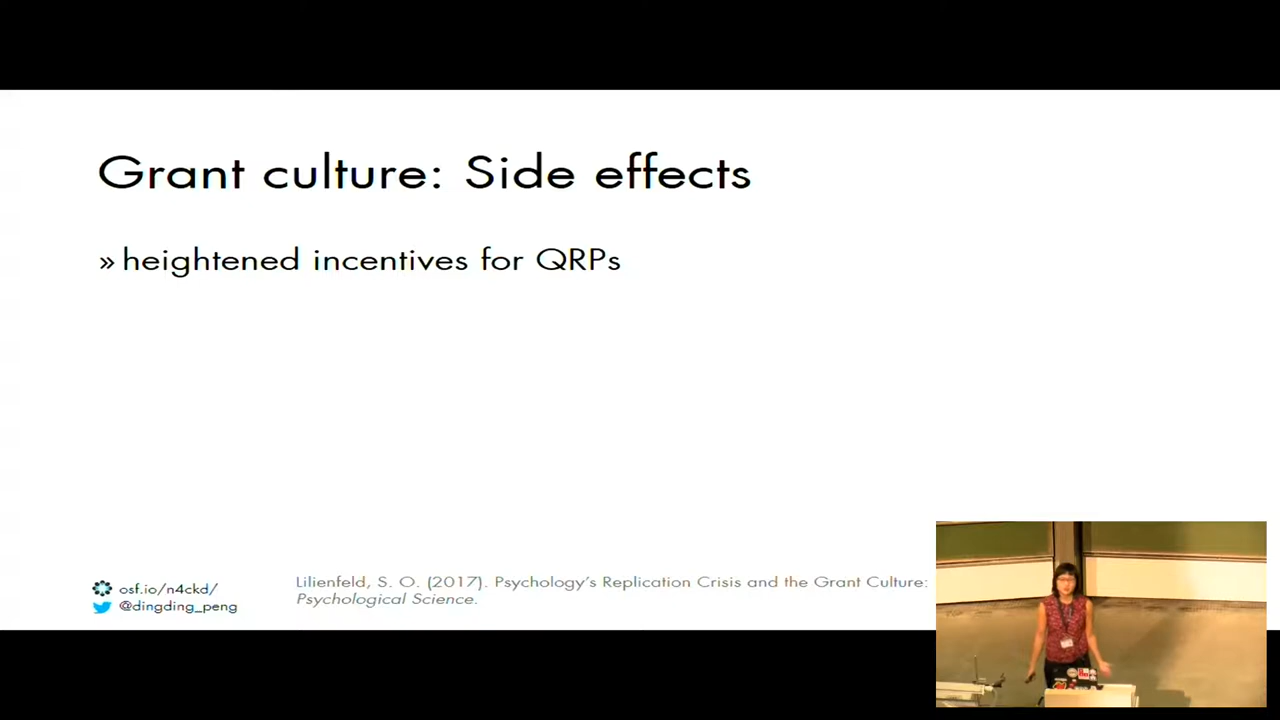 Grant culture: Side effects
» heightened incentives for QRPs
osf.io/n4ckd/
@dingding_peng
Lilienfeld, S. O. (2017). Psychology's Replication Crisis and the Grant Culture:
Psychological Science.